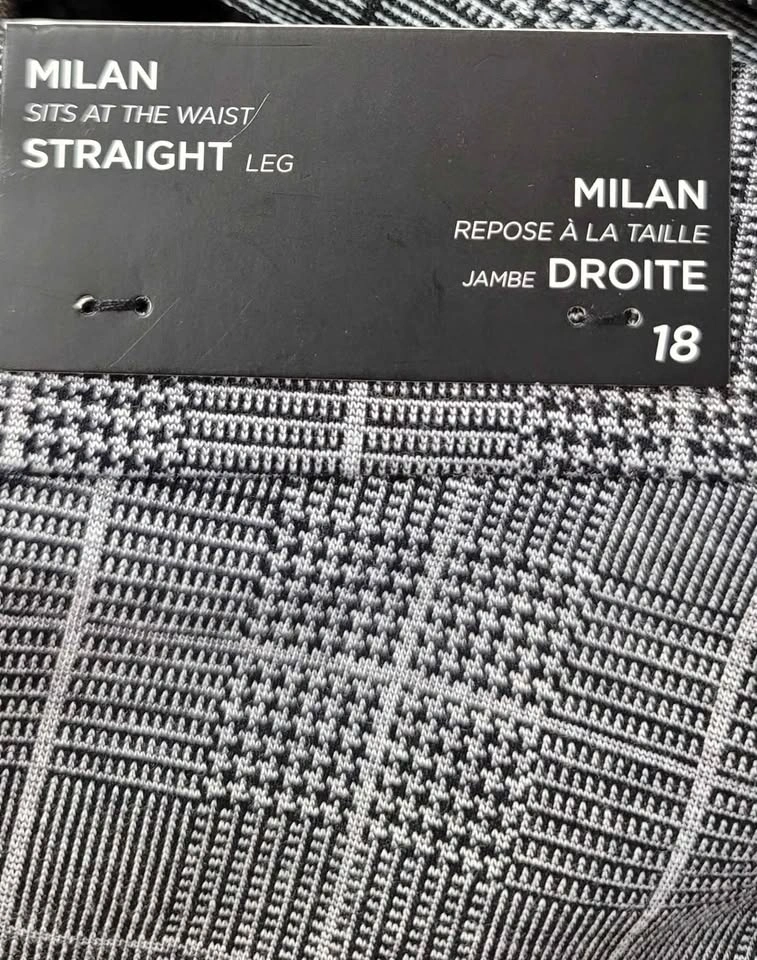 MILAN
SITS AT THE WAIST
STRAIGHT LEG
MILAN
REPOSE À LA TAILLE
JAMBE DROITE
18